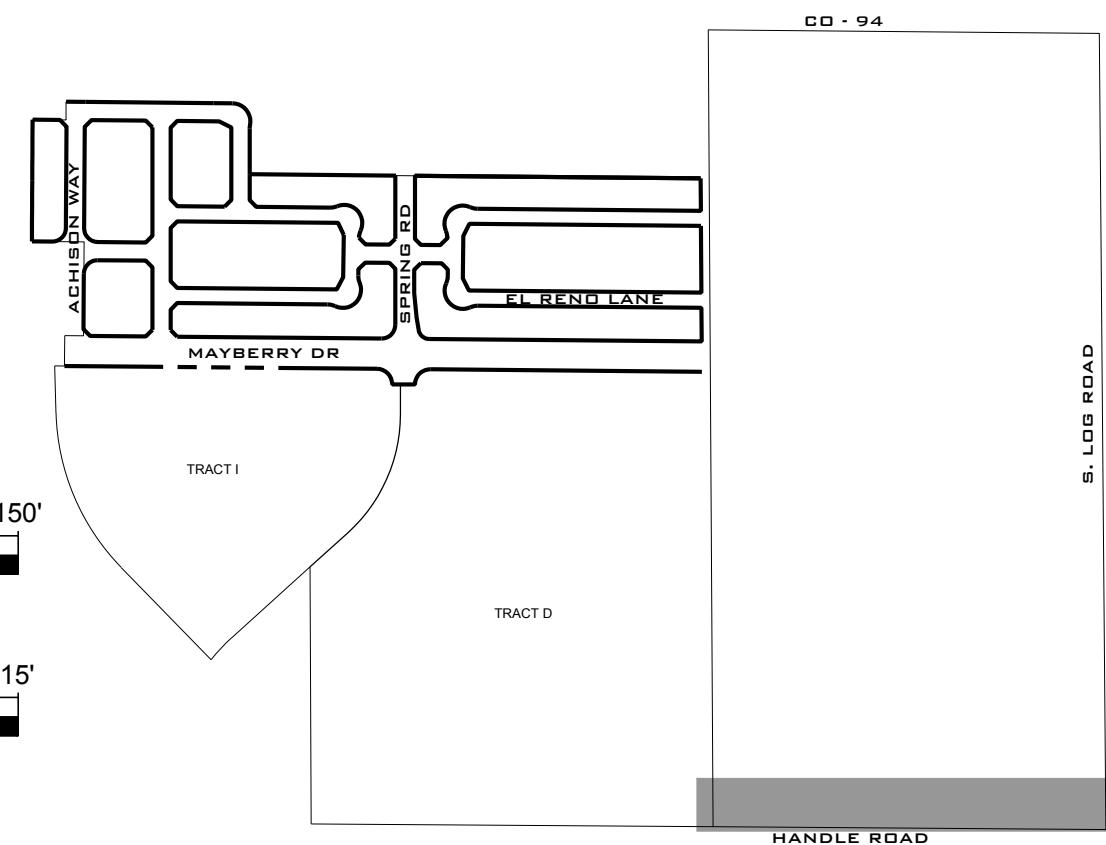 CO - 94
ACHISON WAY
SPRING RD
EL RENO LANE
MAYBERRY DR
S. LOG ROAD
TRACT I
150'
TRACT D
15'
HANDLE ROAD